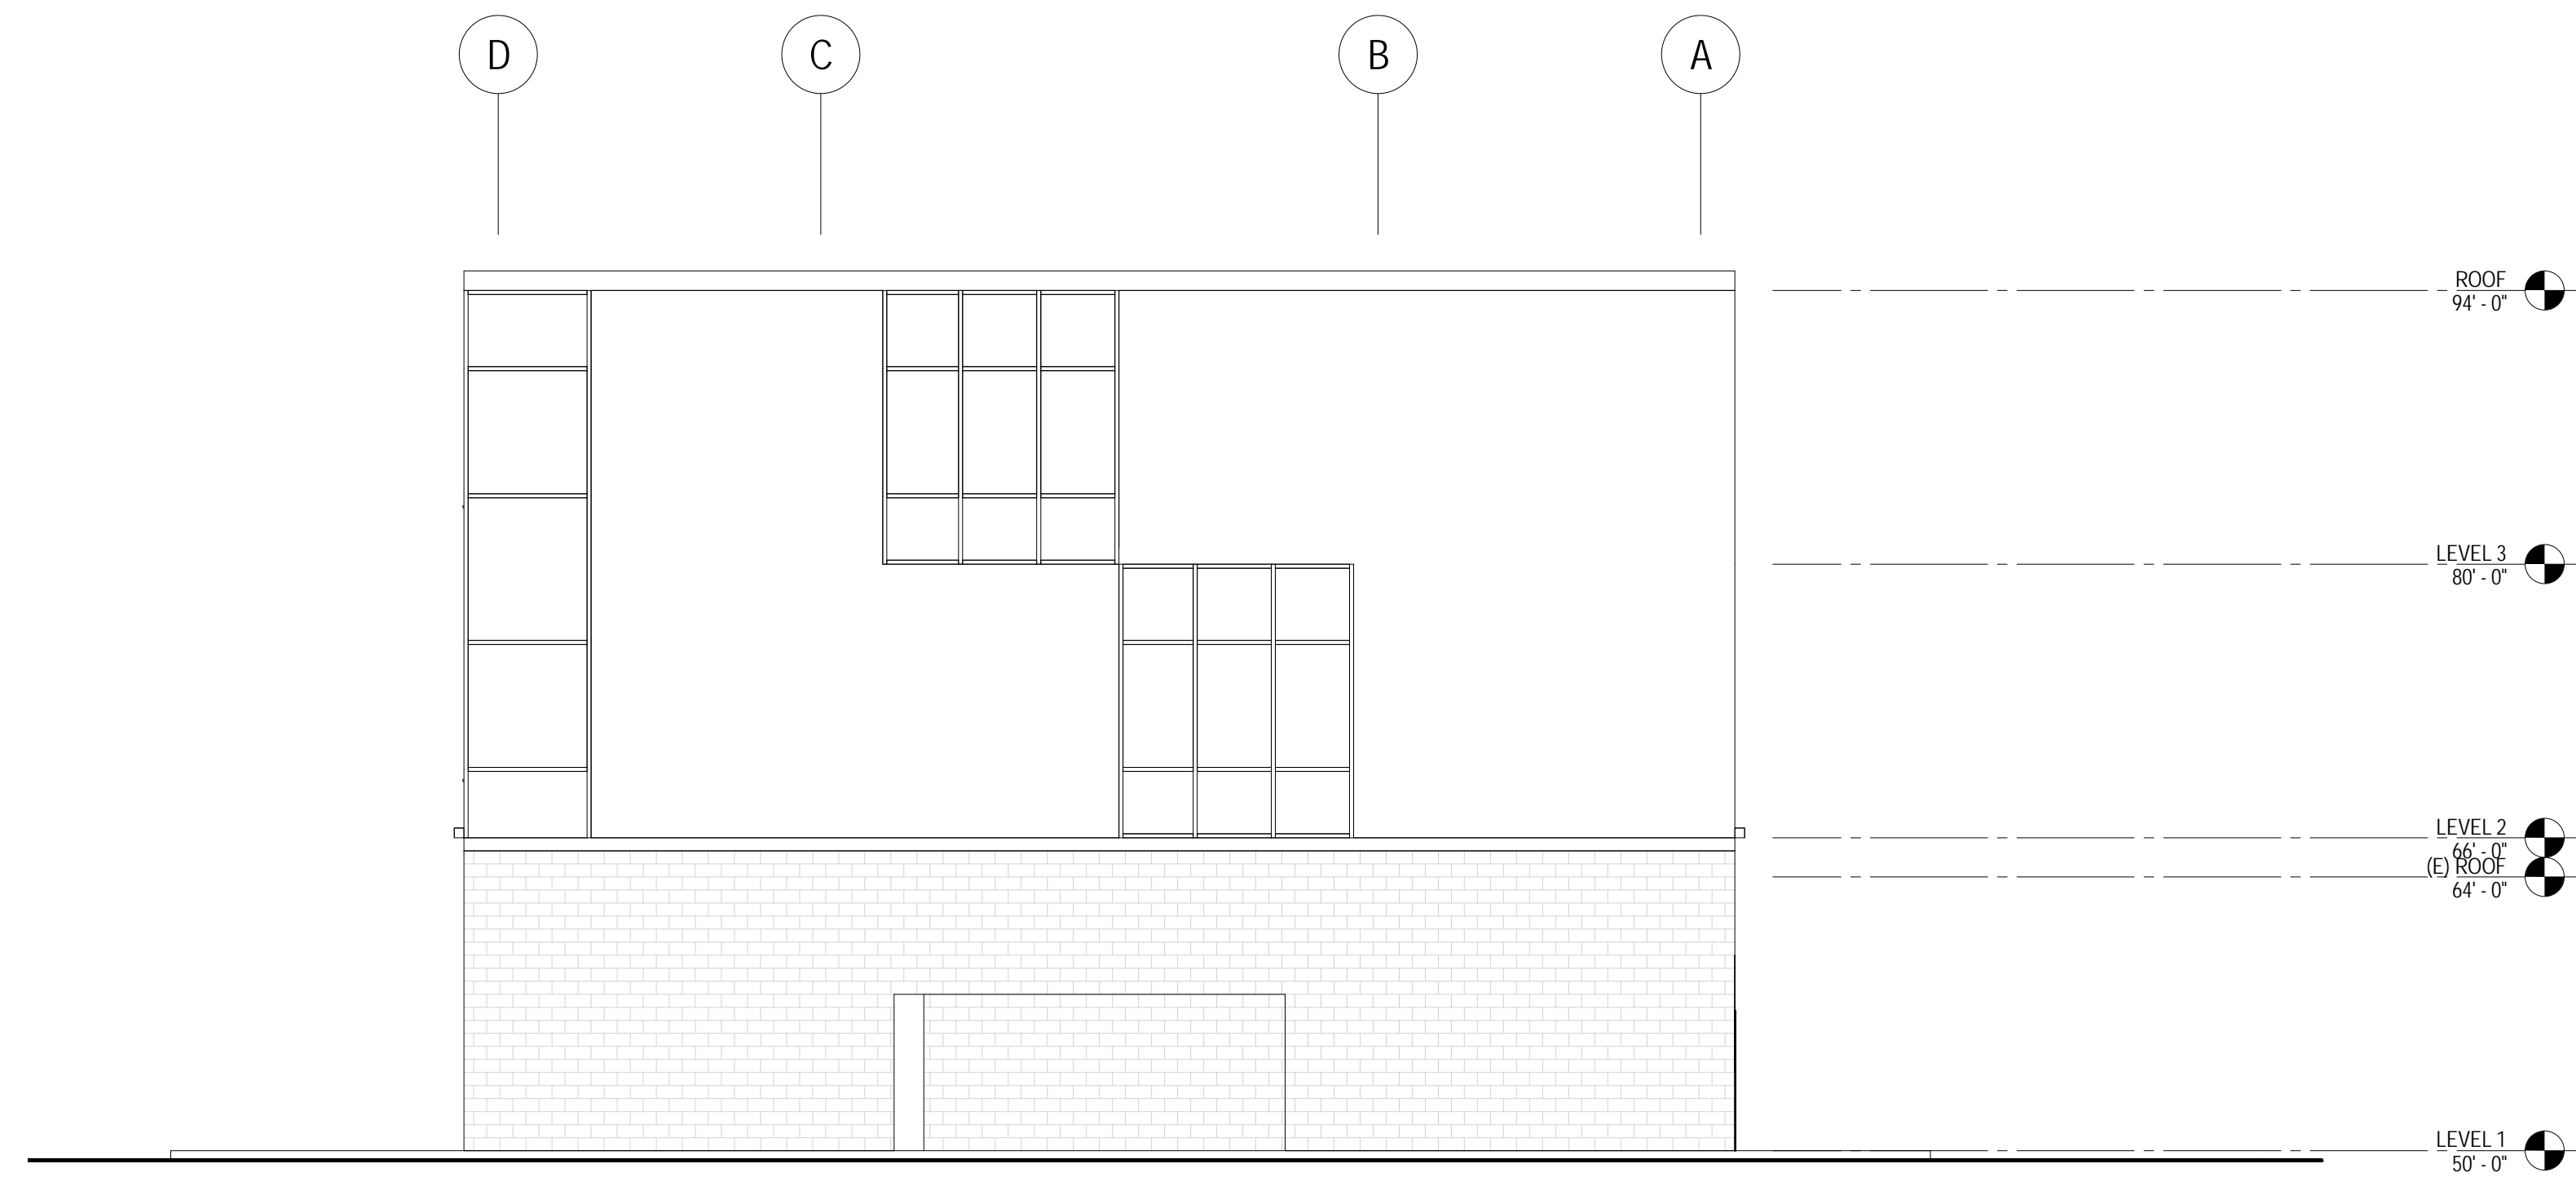 D
C
B
A
ROOF
94' - 0"
LEVEL 3
80' - 0"
LEVEL 2
66' - 0"
(E) ROOF
64' - 0"
LEVEL 1
50' - 0"